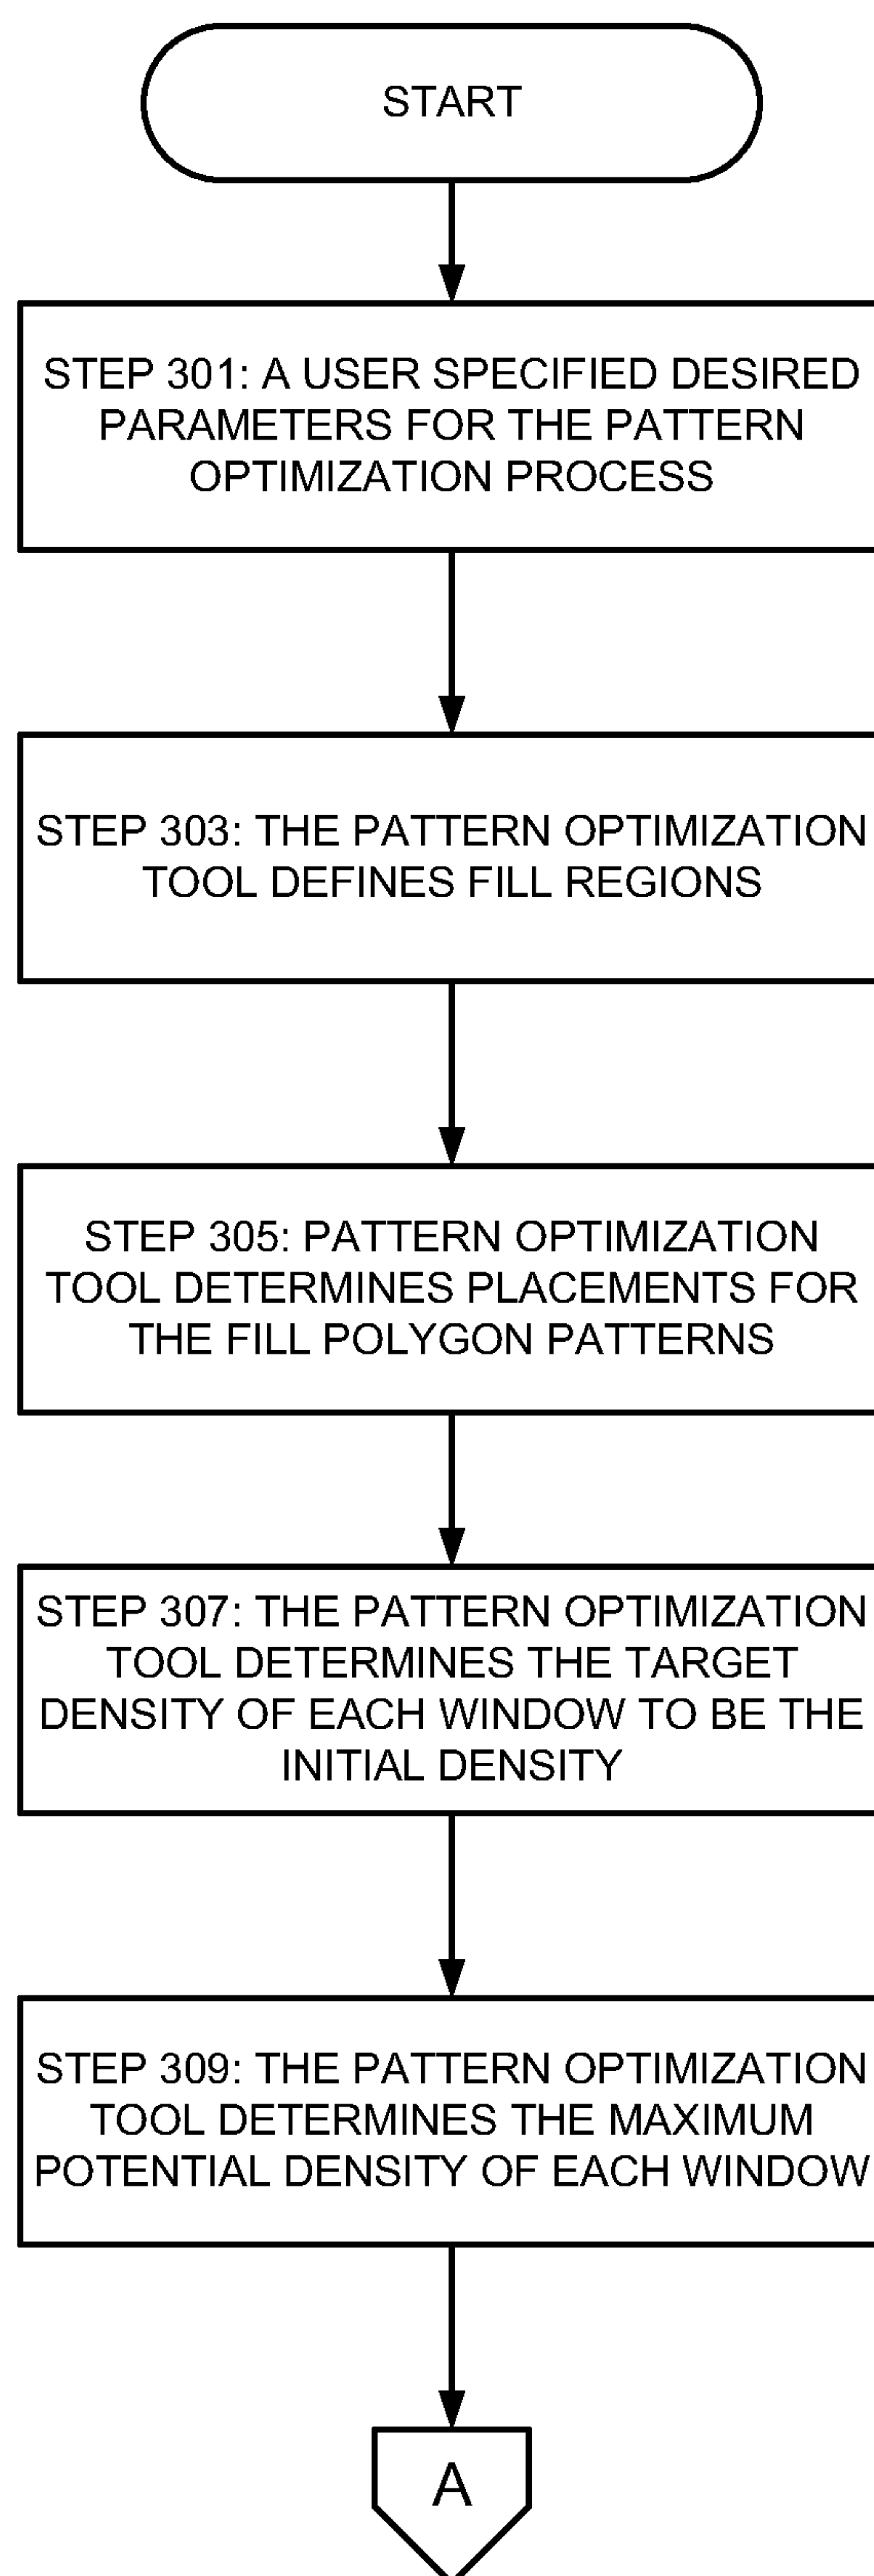 START
STEP 301: A USER SPECIFIED DESIRED
PARAMETERS FOR THE PATTERN
OPTIMIZATION PROCESS
STEP 303: THE PATTERN OPTIMIZATION
TOOL DEFINES FILL REGIONS
STEP 305: PATTERN OPTIMIZATION
TOOL DETERMINES PLACEMENTS FOR
THE FILL POLYGON PATTERNS
STEP 307: THE PATTERN OPTIMIZATION
TOOL DETERMINES THE TARGET
DENSITY OF EACH WINDOW TO BE THE
INITIAL DENSITY
STEP 309: THE PATTERN OPTIMIZATION
TOOL DETERMINES THE MAXIMUM
POTENTIAL DENSITY OF EACH WINDOW
A